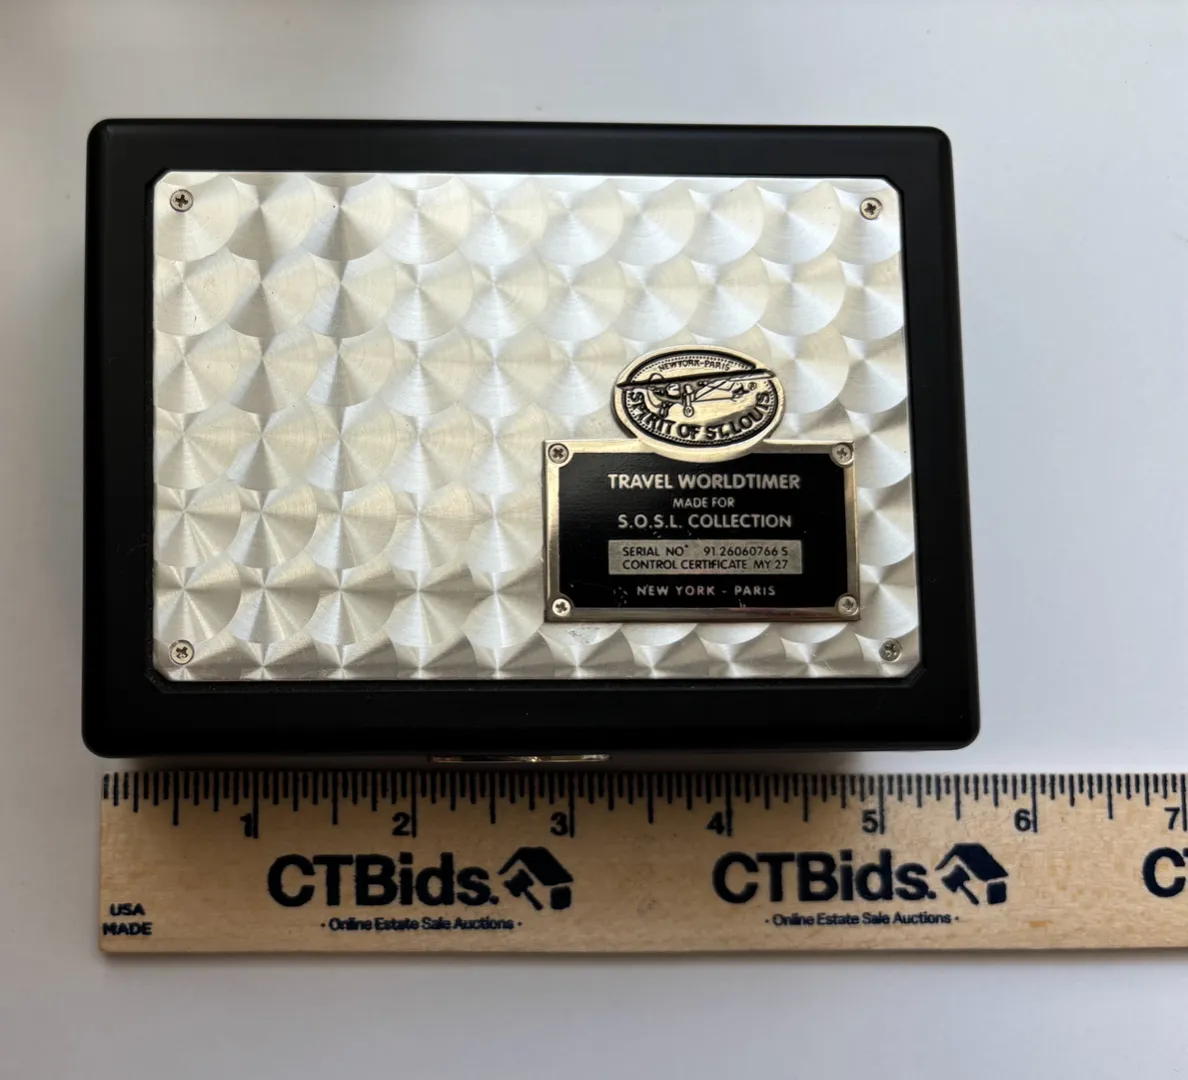 NEW YORK-PARIS
SPIRIT OF ST. LOUIS ®
TRAVEL WORLDTIMER
MADE FOR
S.O.S.L. COLLECTION
SERIAL NO° 91 26060766 S
CONTROL CERTIFICATE MY 27
NEW YORK - PARIS
1 2 3 4 5 6 7
CTBids. CTBids. CT
· Online Estate Sale Auctions · · Online Estate Sale Auctions ·
USA
MADE